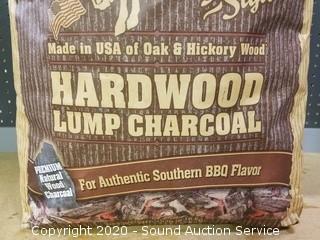 Made in USA of Oak & Hickory Wood
HARDWOOD
LUMP CHARCOAL
PREMIUM
Natural
Wood
Charcoal
For Authentic Southern BBQ Flavor
Copyright 2020 - Sound Auction Service